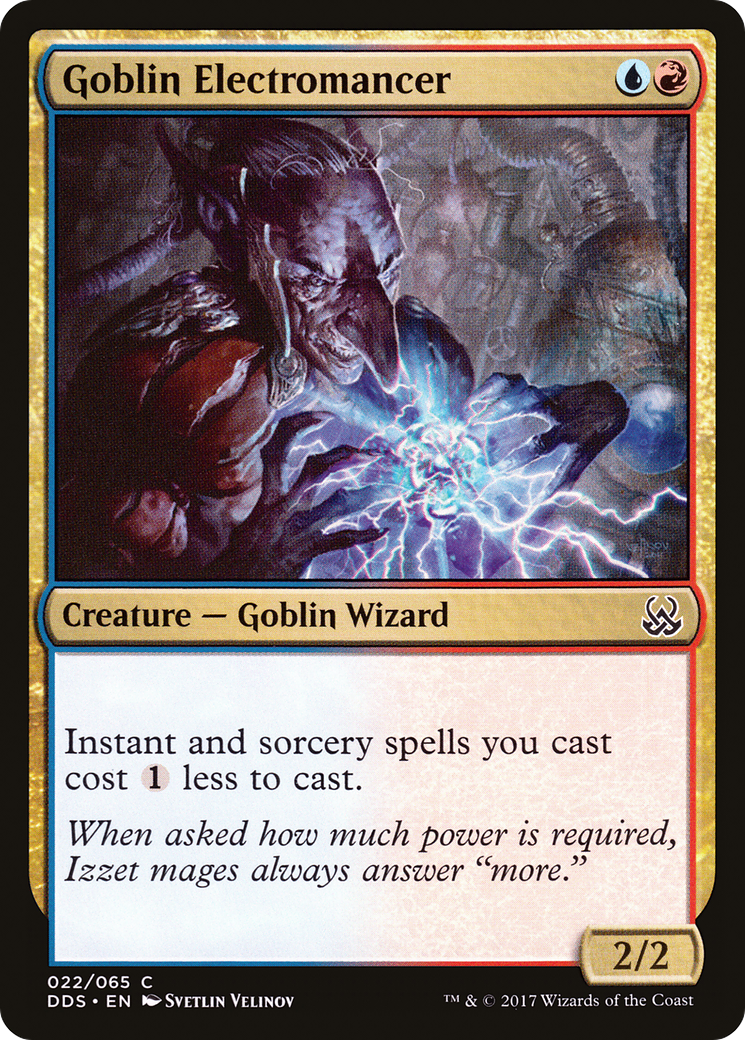 Goblin Electromancer
Creature — Goblin Wizard
Instant and sorcery spells you cast
cost 1 less to cast.
When asked how much power is required,
Izzet mages always answer “more.”
2/2
022/065 C
DDS • EN Svetlin Velinov
™ & © 2017 Wizards of the Coast